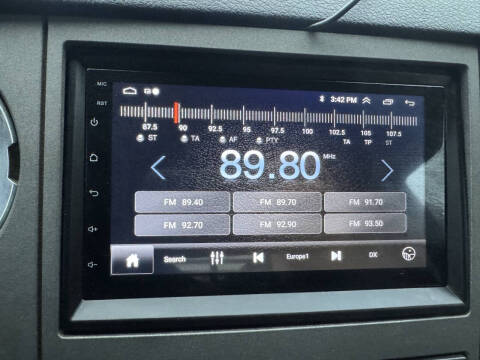 MIC
3:42 PM
RST
87.5 90 92.5 95 97.5 100 102.5 105 107.5
ST TA AF PTY TA TP ST
89.80 MHz
FM 89.40 FM 89.70 FM 91.70
FM 92.70 FM 92.90 FM 93.50
Search Europe1 DX